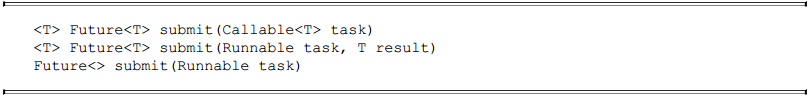 <T> Future<T> submit(Callable<T> task)
<T> Future<T> submit(Runnable task, T result)
Future<> submit(Runnable task)